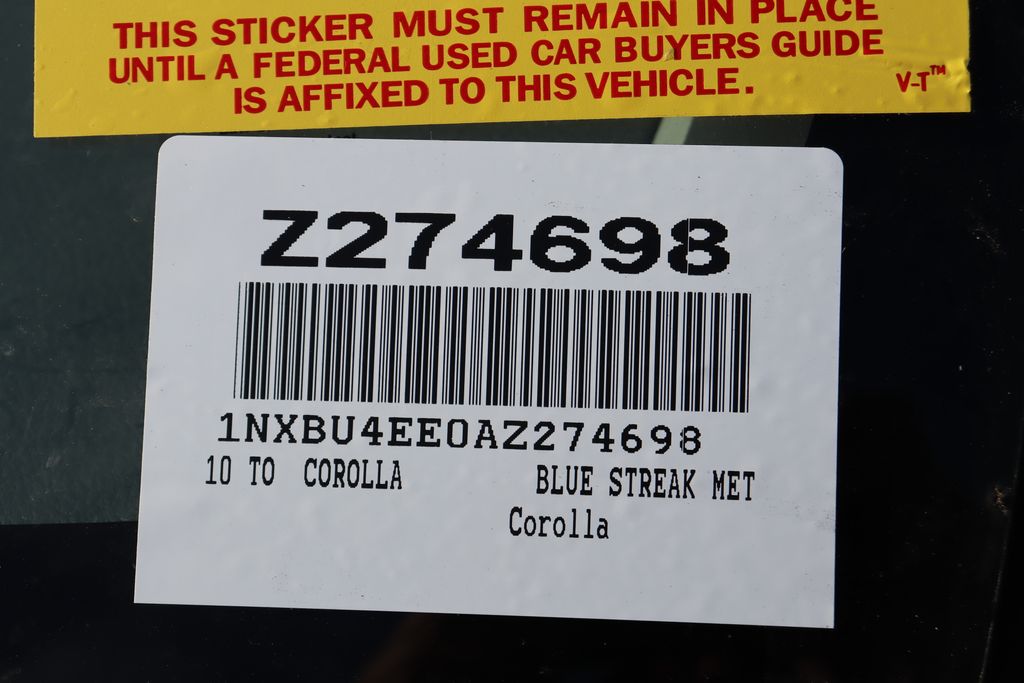 THIS STICKER MUST REMAIN IN PLACE
UNTIL A FEDERAL USED CAR BUYERS GUIDE
IS AFFIXED TO THIS VEHICLE.
V-T™
Z274698
1NXBU4EE0AZ274698
10 TO COROLLA BLUE STREAK MET
Corolla